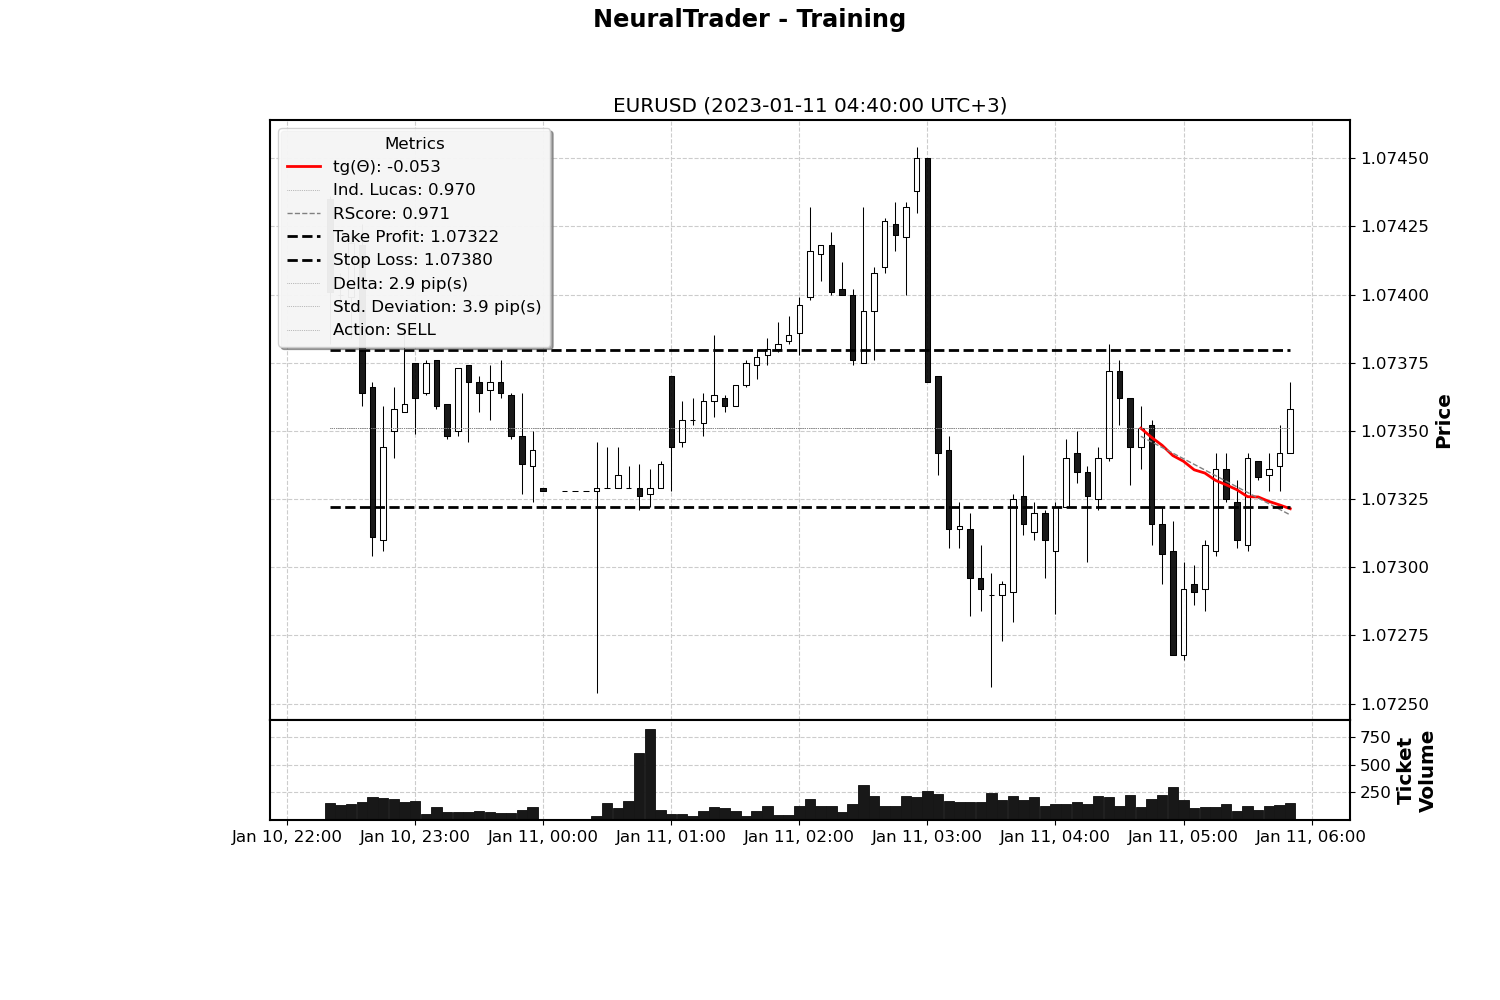 NeuralTrader - Training
EURUSD (2023-01-11 04:40:00 UTC+3)
Metrics
tg(Θ): -0.053
Ind. Lucas: 0.970
RScore: 0.971
Take Profit: 1.07322
Stop Loss: 1.07380
Delta: 2.9 pip(s)
Std. Deviation: 3.9 pip(s)
Action: SELL
1.07450
1.07425
1.07400
1.07375
1.07350
1.07325
1.07300
1.07275
1.07250
Price
750
500
250
Ticket
Volume
Jan 10, 22:00
Jan 10, 23:00
Jan 11, 00:00
Jan 11, 01:00
Jan 11, 02:00
Jan 11, 03:00
Jan 11, 04:00
Jan 11, 05:00
Jan 11, 06:00